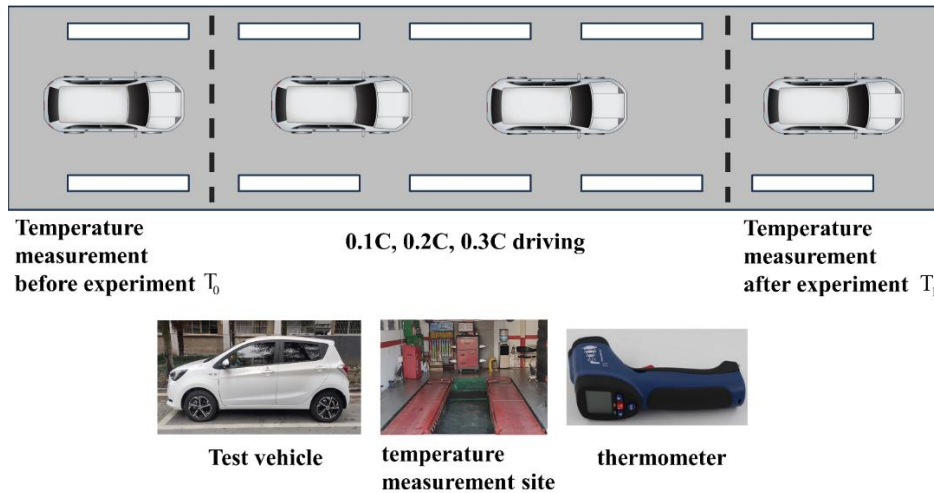 Temperature
measurement
before experiment T₀
0.1C, 0.2C, 0.3C driving
Temperature
measurement
after experiment T
Test vehicle
temperature
measurement site
thermometer